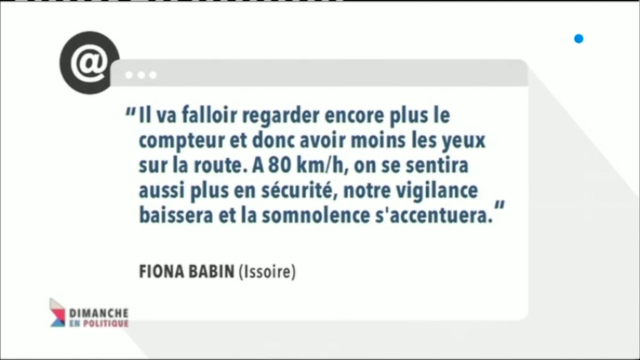 @
“Il va falloir regarder encore plus le
compteur et donc avoir moins les yeux
sur la route. A 80 km/h, on se sentira
aussi plus en sécurité, notre vigilance
baissera et la somnolence s'accentuera.”
FIONA BABIN (Issoire)
DIMANCHE
EN POLITIQUE